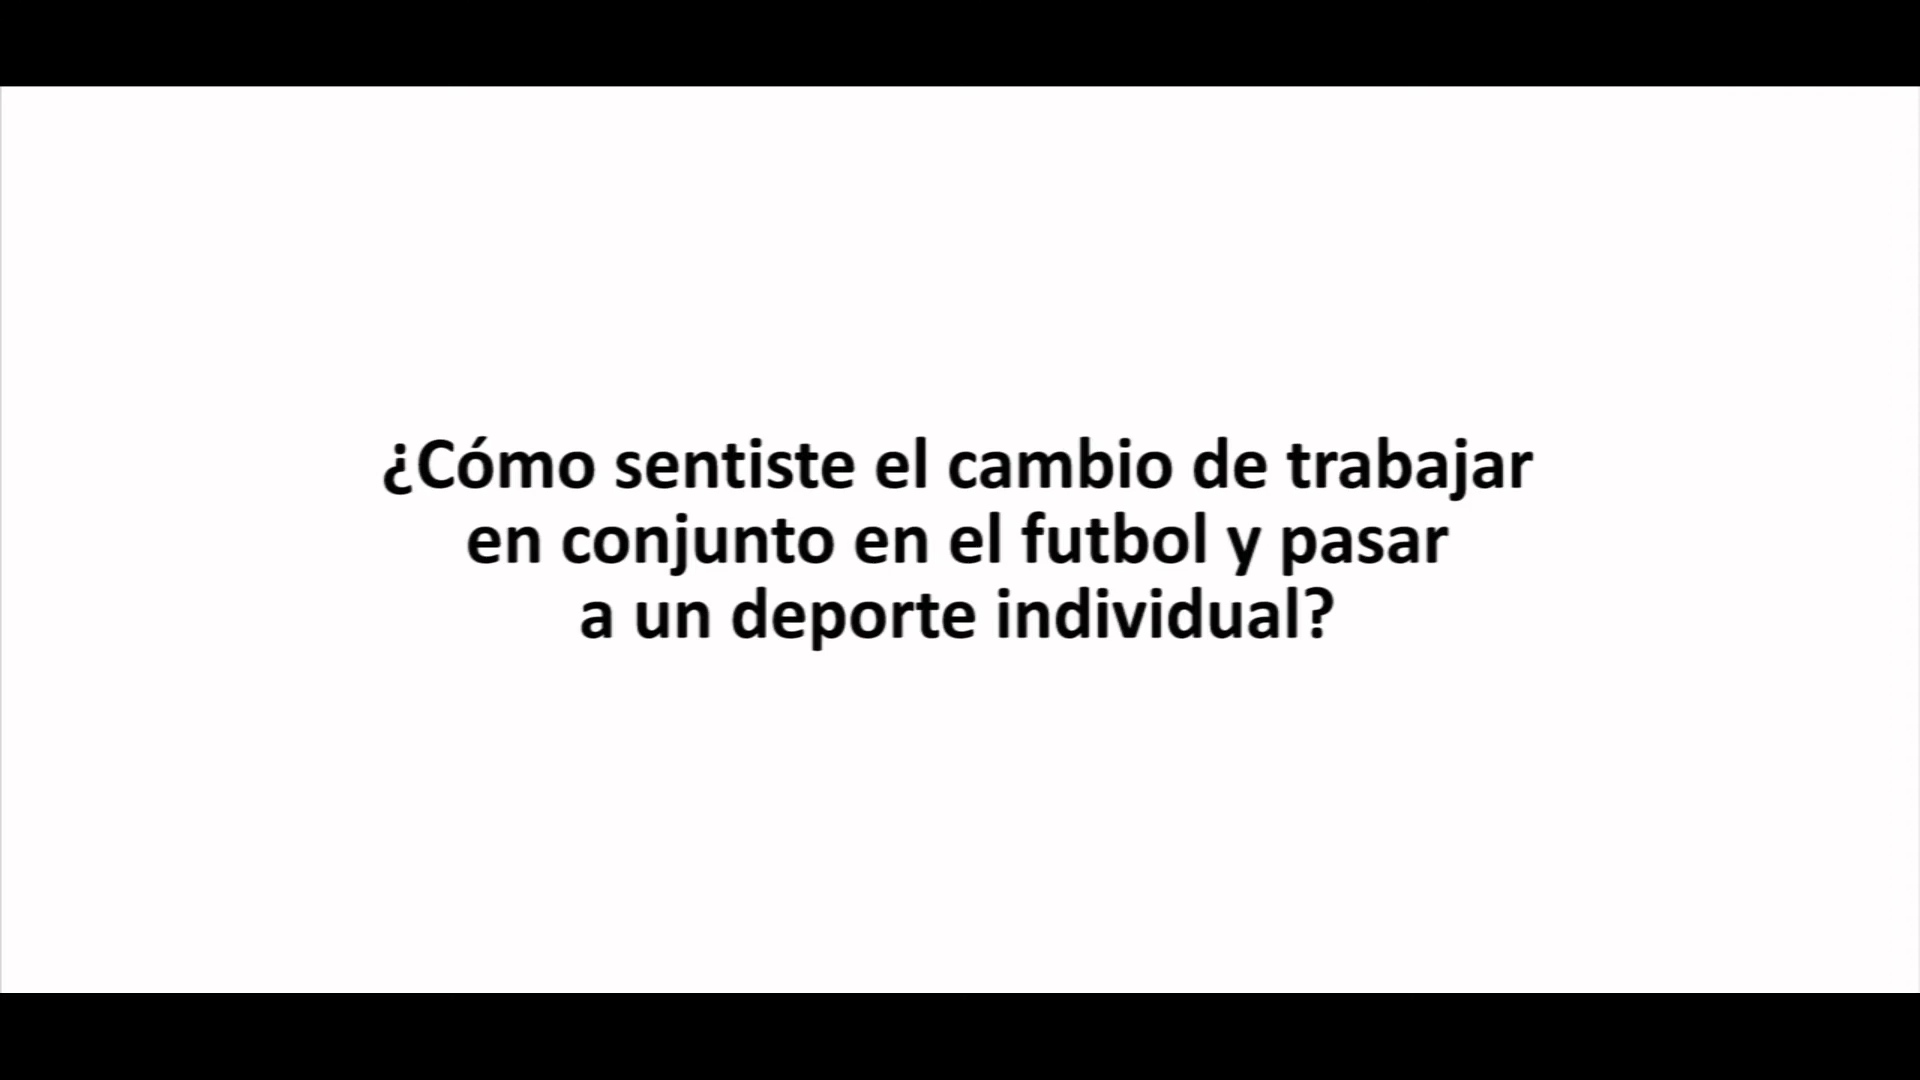 ¿Cómo sentiste el cambio de trabajar
en conjunto en el futbol y pasar
a un deporte individual?